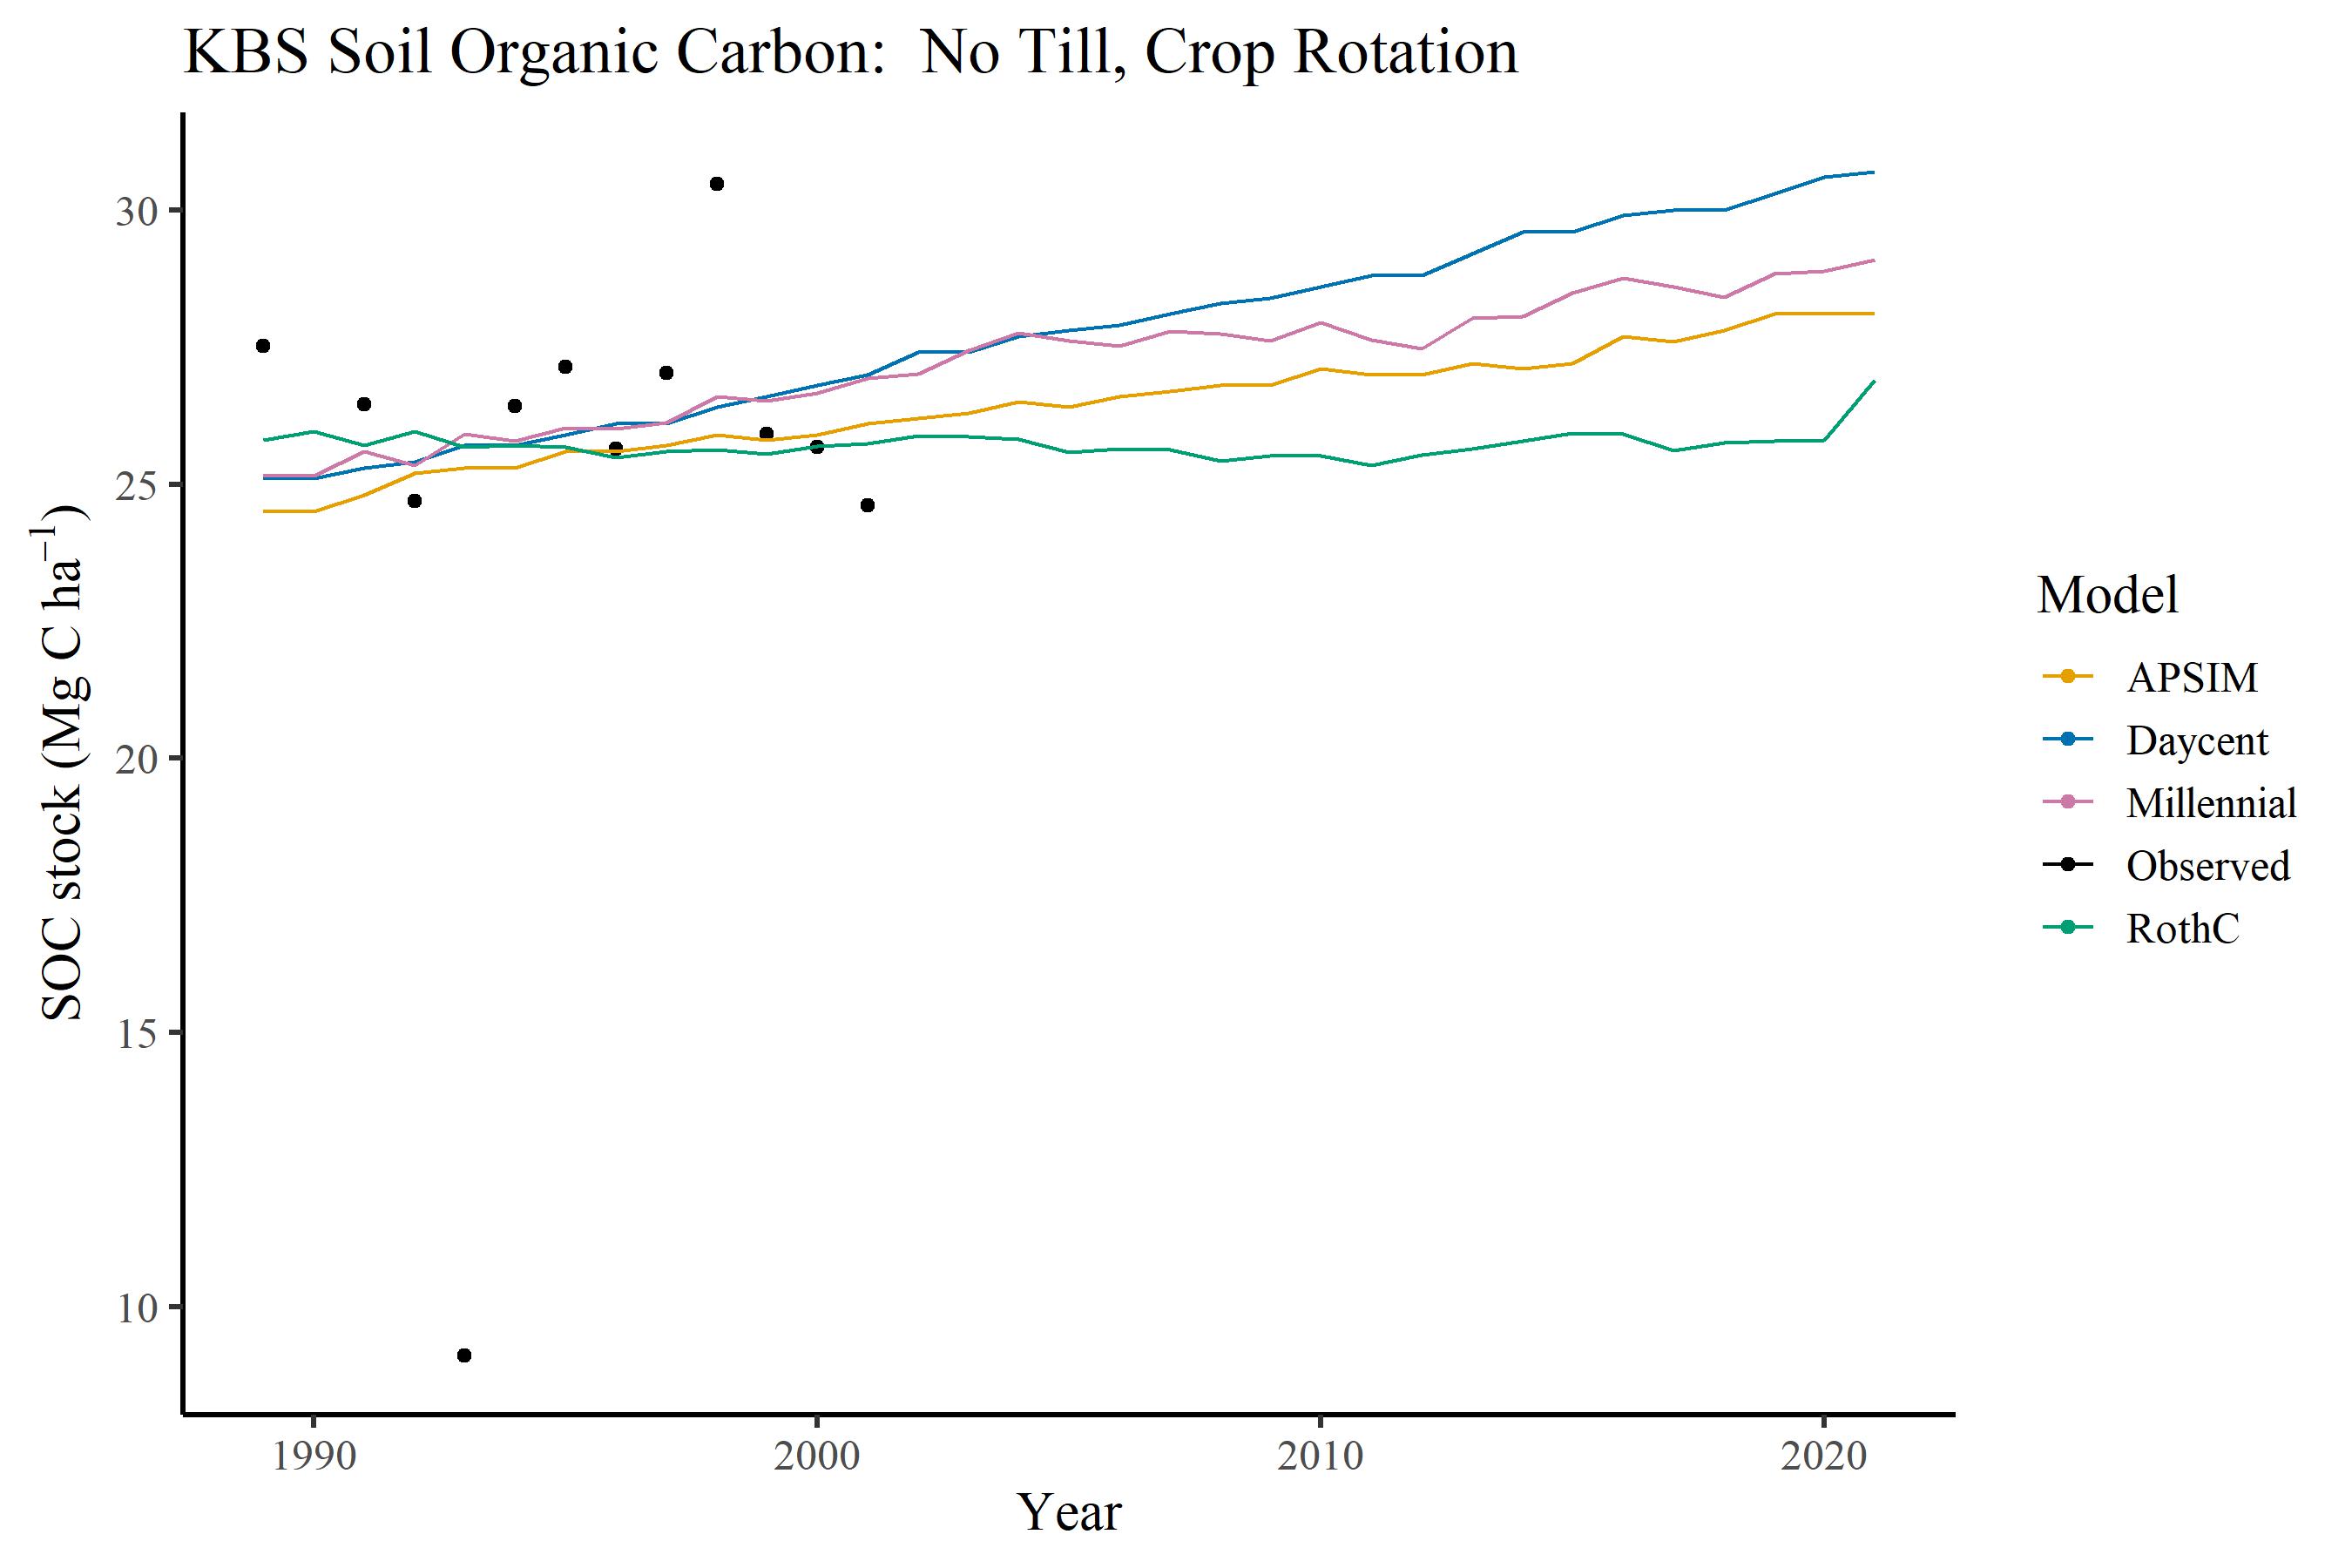 KBS Soil Organic Carbon:  No Till, Crop Rotation
SOC stock (Mg C ha⁻¹)
30
25
20
15
10
1990
2000
2010
2020
Year
Model
APSIM
Daycent
Millennial
Observed
RothC